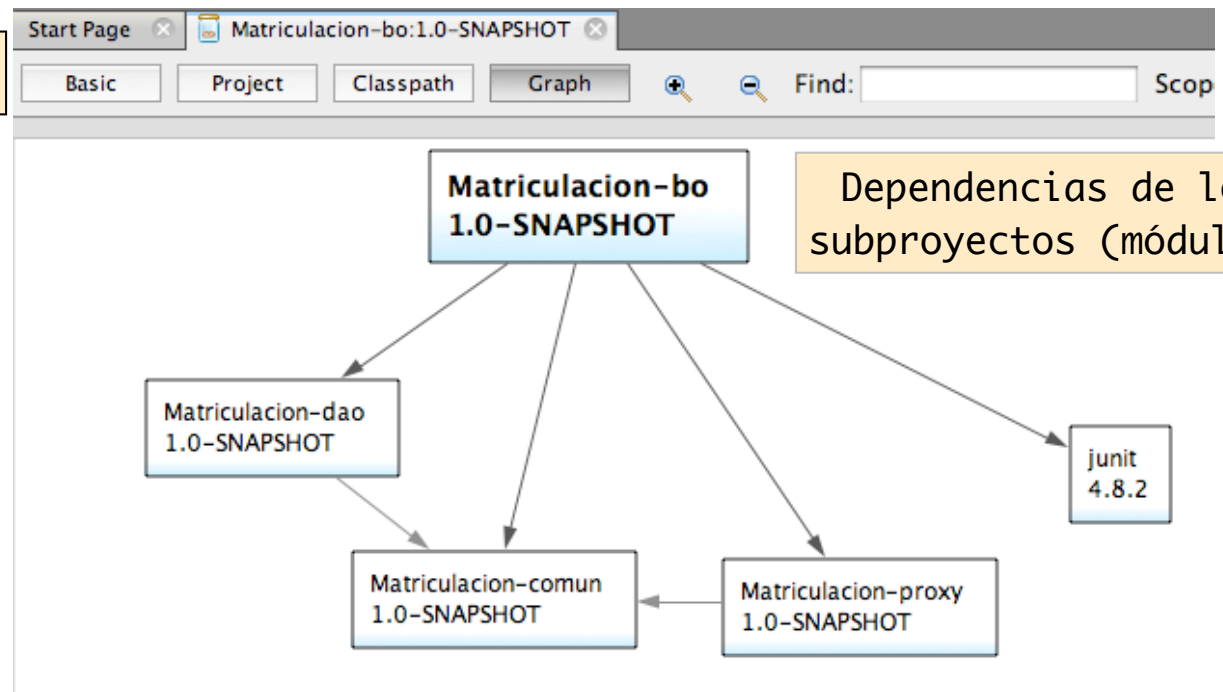 Start Page Matriculacion-bo:1.0-SNAPSHOT
Basic Project Classpath Graph Find:
Matriculacion-bo
1.0-SNAPSHOT
Dependencias de
subproyectos
Matriculacion-dao
1.0-SNAPSHOT
junit
4.8.2
Matriculacion-comun
1.0-SNAPSHOT
Matriculacion-proxy
1.0-SNAPSHOT